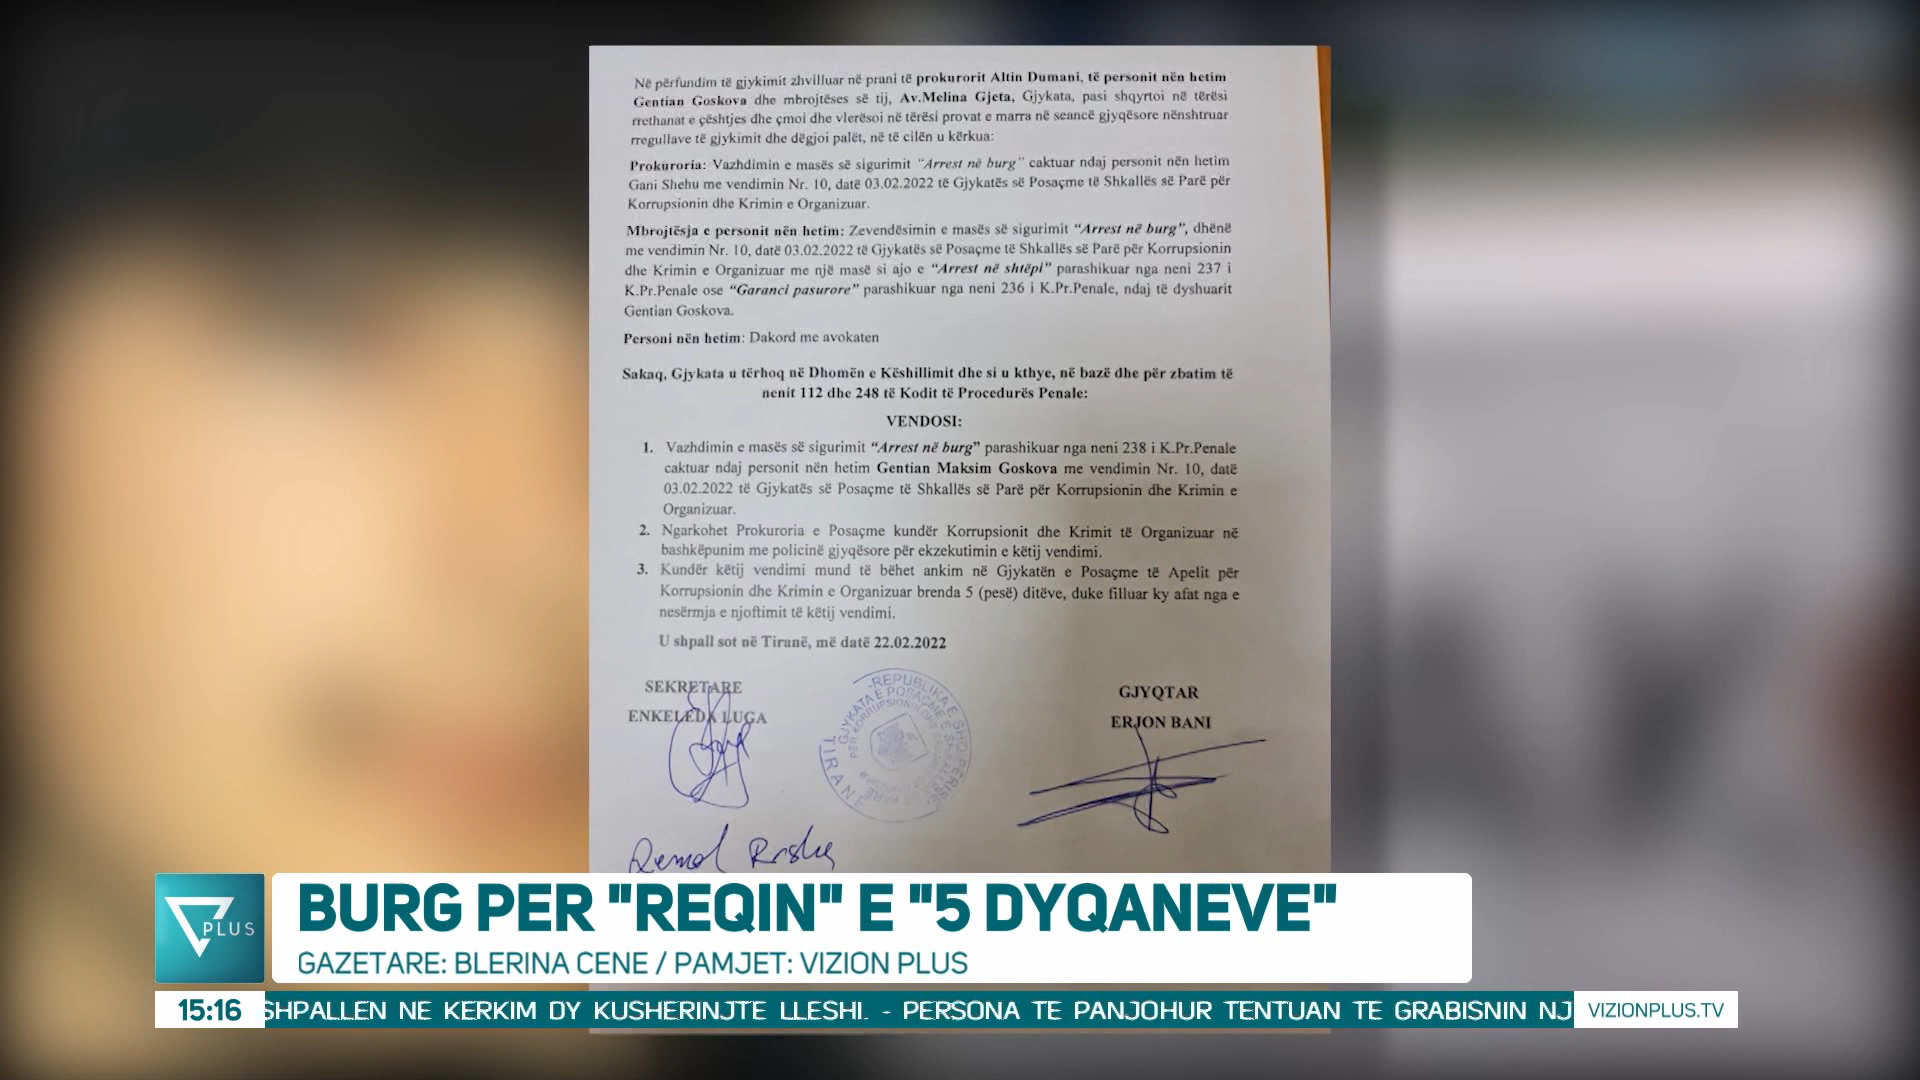 Në përfundim të gjykimit zhvilluar në prani të prokurorit Altin Dumani, të personit nën hetim
Gentian Goskova dhe mbrojtëses së tij, Av.Melina Gjeta, Gjykata, pasi shqyrtoi në tërësi
rrethanat e çështjes dhe çmoi dhe vlerësoi në tërësi provat e marra në seancë gjyqësore nënshtruar
rregullave të gjykimit dhe dëgjoi palët, në të cilën u kërkua:
Prokuroria: Vazhdimin e masës së sigurimit "Arrest në burg" caktuar ndaj personit nën hetim
Gani Shehu me vendimin Nr. 10, datë 03.02.2022 të Gjykatës së Posaçme të Shkallës së Parë për
Korrupsionin dhe Krimin e Organizuar.
Mbrojtësja e personit nën hetim: Zevendësimin e masës së sigurimit "Arrest në burg", dhënë
me vendimin Nr. 10, datë 03.02.2022 të Gjykatës së Posaçme të Shkallës së Parë për Korrupsionin
dhe Krimin e Organizuar me një masë si ajo e "Arrest në shtëpi" parashikuar nga neni 237 i
K.Pr.Penale ose "Garanci pasurore" parashikuar nga neni 236 i K.Pr.Penale, ndaj të dyshuarit
Gentian Goskova.
Personi nën hetim: Dakord me avokaten
Sakaq, Gjykata u tërhoq në Dhomën e Këshillimit dhe si u kthye, në bazë dhe për zbatim të
nenit 112 dhe 248 të Kodit të Procedurës Penale:
VENDOSI:
1. Vazhdimin e masës së sigurimit "Arrest në burg" parashikuar nga neni 238 i K.Pr.Penale
caktuar ndaj personit nën hetim Gentian Maksim Goskova me vendimin Nr. 10, datë
03.02.2022 të Gjykatës së Posaçme të Shkallës së Parë për Korrupsionin dhe Krimin e
Organizuar.
2. Ngarkohet Prokuroria e Posaçme kundër Korrupsionit dhe Krimit të Organizuar në
bashkëpunim me policinë gjyqësore për ekzekutimin e këtij vendimi.
3. Kundër këtij vendimi mund të bëhet ankim në Gjykatën e Posaçme të Apelit për
Korrupsionin dhe Krimin e Organizuar brenda 5 (pesë) ditëve, duke filluar ky afat nga e
nesërmja e njoftimit të këtij vendimi.
U shpall sot në Tiranë, më datë 22.02.2022
SEKRETARE
ENKELEDA LUGA
REPUBLIKA E SHQIPËRISË
GJYKATA E POSAÇME E
TIRANË
GJYQTAR
ERJON BANI
PLUS
BURG PER "REQIN" E "5 DYQANEVE"
GAZETARE: BLERINA CENE / PAMJET: VIZION PLUS
15:16
SHPALLEN NE KERKIM DY KUSHERINJTE LLESHI. - PERSONA TE PANJOHUR TENTUAN TE GRABISNIN NJ
VIZIONPLUS.TV